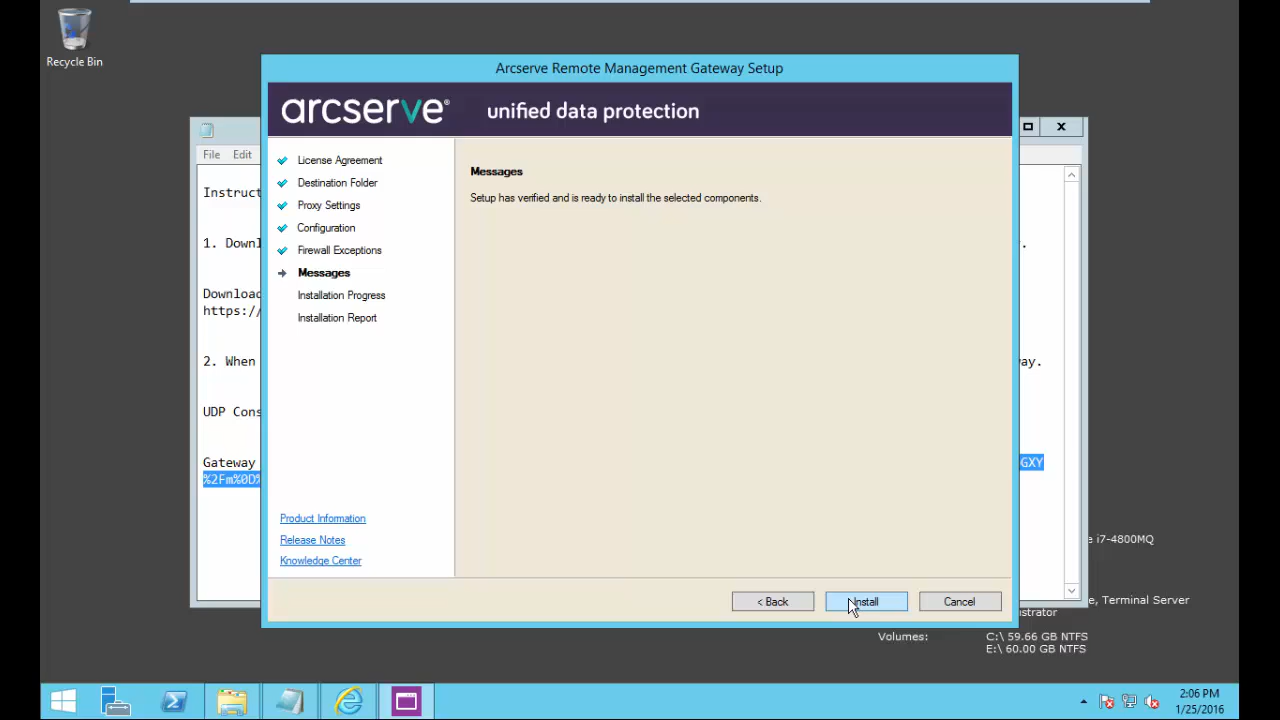 Recycle Bin
Arcserve Remote Management Gateway Setup
arcserve® unified data protection
File Edit
License Agreement
Destination Folder
Proxy Settings
Configuration
Firewall Exceptions
Messages
Installation Progress
Installation Report
Product Information
Release Notes
Knowledge Center
Messages
Setup has verified and is ready to install the selected components.
< Back Install Cancel
1.
Download
https://
2. When
UDP
Gateway
GXY
%2Fm%0D%
i7-4800MQ
, Terminal Server
Volumes: C:\ 59.66 GB NTFS
E:\ 60.00 GB NTFS
2:06 PM
1/25/2016